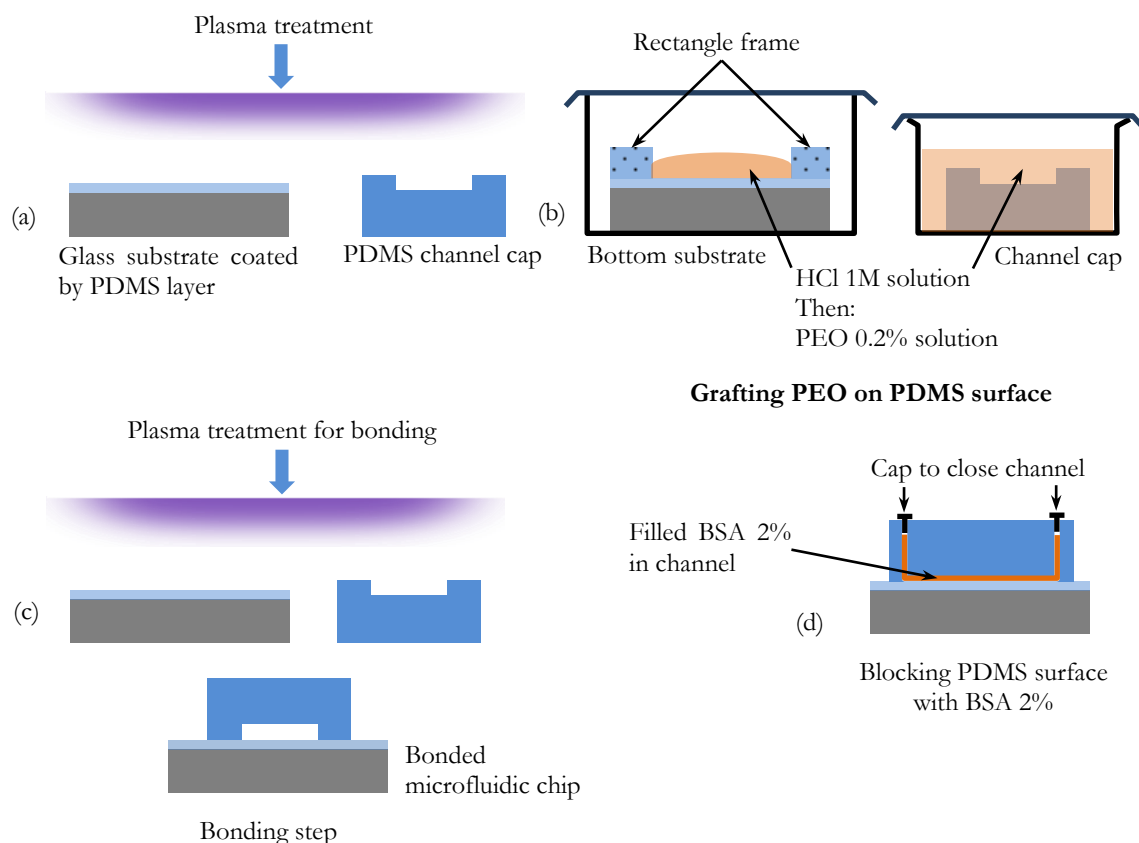 Plasma treatment
(a)
Glass substrate coated
by PDMS layer
PDMS channel cap
Rectangle frame
(b)
Bottom substrate
Channel cap
HCl 1M solution
Then:
PEO 0.2% solution
Grafting PEO on PDMS surface
Plasma treatment for bonding
(c)
Bonded
microfluidic chip
Bonding step
Cap to close channel
Filled BSA 2%
in channel
(d)
Blocking PDMS surface
with BSA 2%